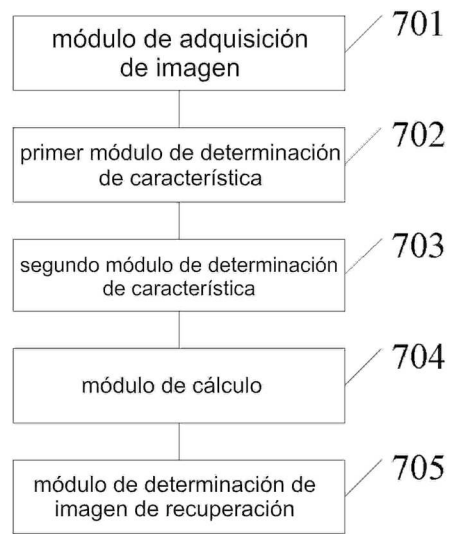 701
módulo de adquisición
de imagen
702
primer módulo de determinación
de característica
703
segundo módulo de determinación
de característica
704
módulo de cálculo
705
módulo de determinación de
imagen de recuperación